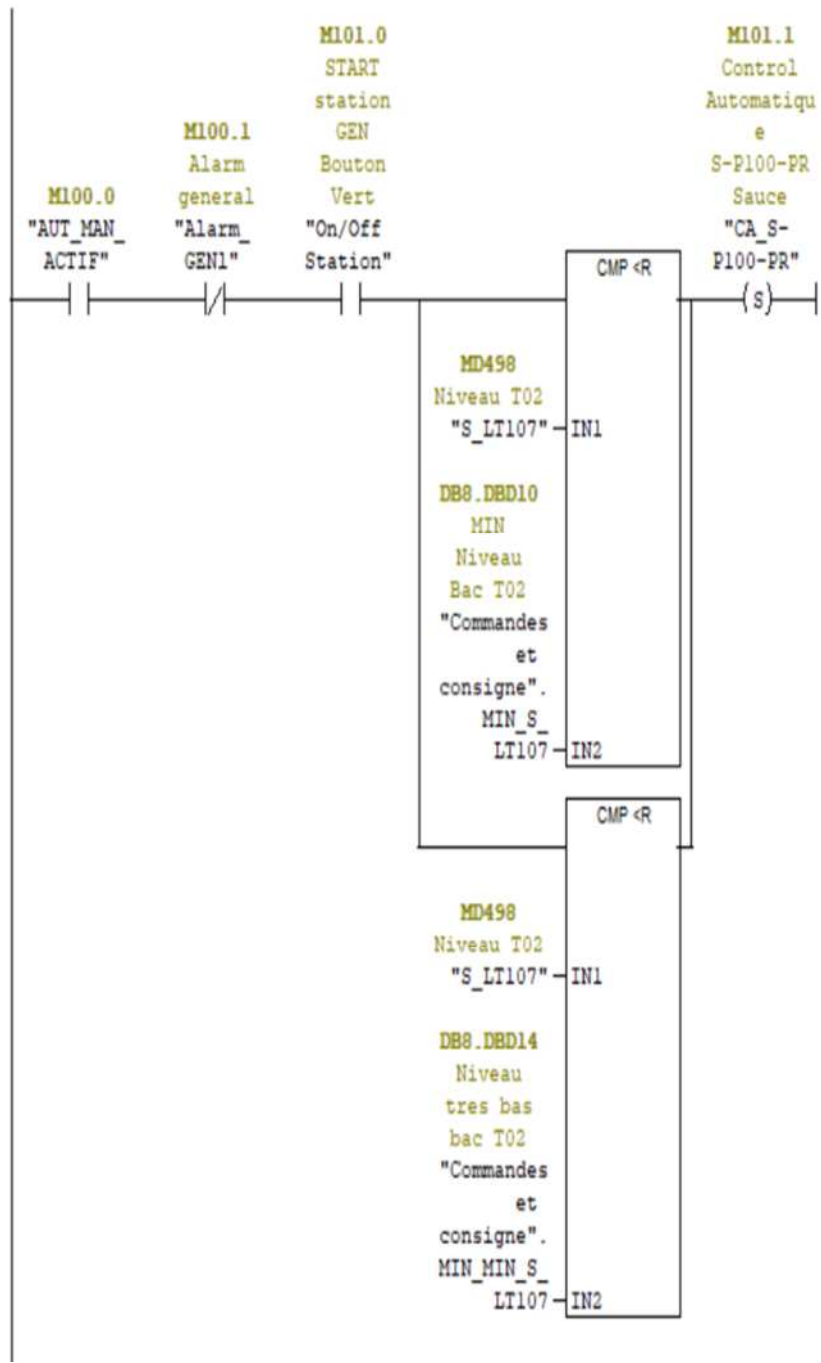 M100.0
"AUT_MAN_
ACTIF"
M100.1
Alarm
general
"Alarm_
GEN1"
M101.0
START
station
GEN
Bouton
Vert
"On/Off
Station"
CMP <R
MD498
Niveau T02
"S_LT107"
IN1
DB8.DBD10
MIN
Niveau
Bac T02
"Commandes
et
consigne".
MIN_S_
LT107
IN2
M101.1
Control
Automatiqu
e
S-P100-PR
Sauce
"CA_S-
P100-PR"
S
CMP <R
MD498
Niveau T02
"S_LT107"
IN1
DB8.DBD14
Niveau
tres bas
bac T02
"Commandes
et
consigne".
MIN_MIN_S_
LT107
IN2